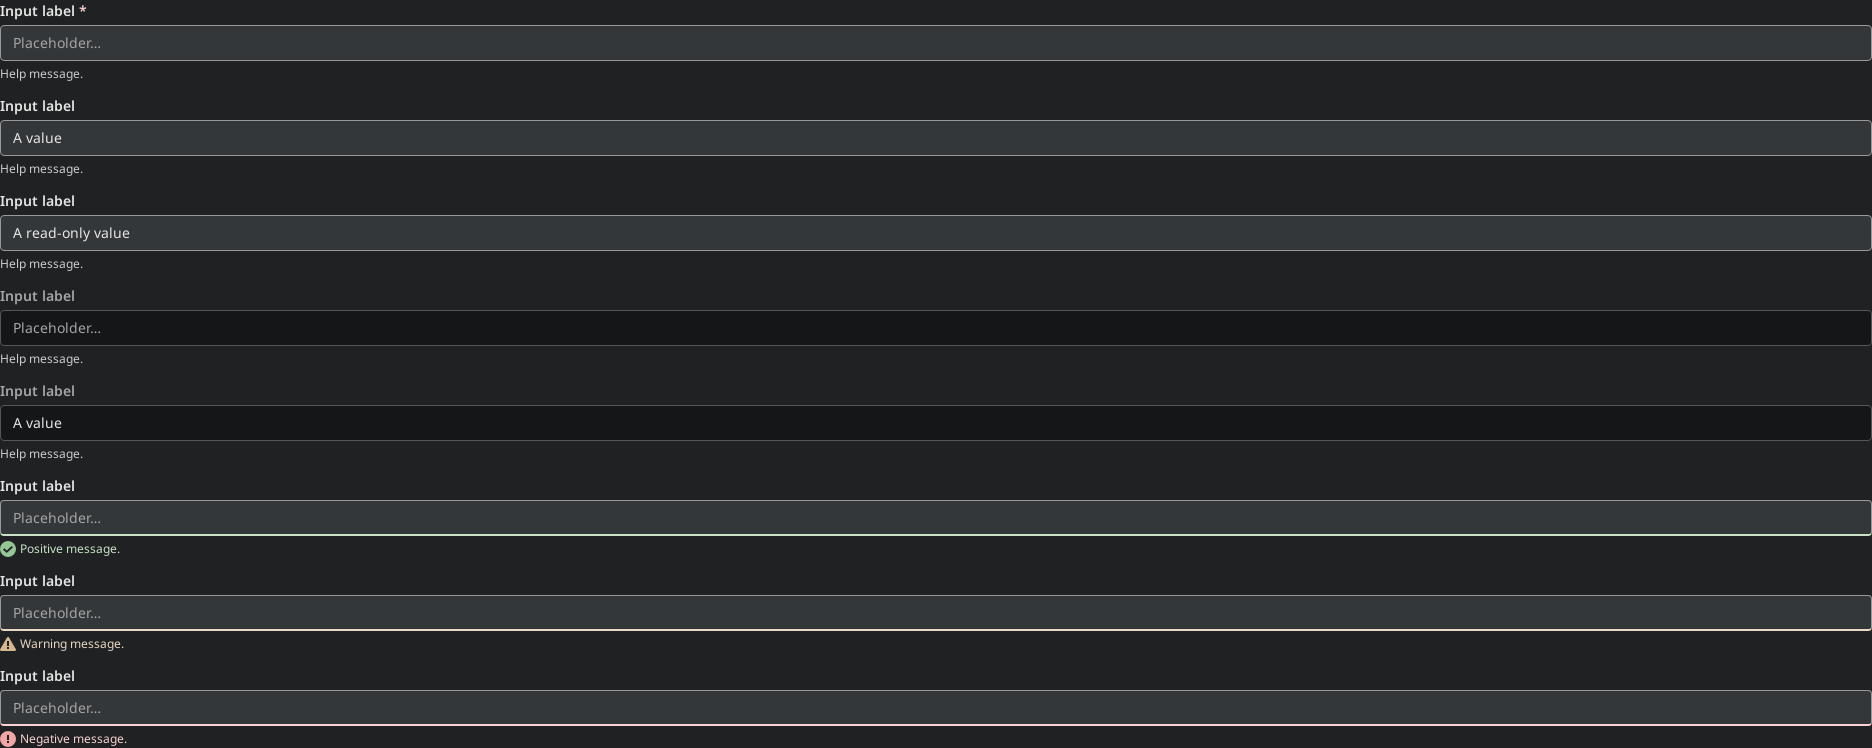 Input label *
Placeholder...
Help message.
Input label
A value
Help message.
Input label
A read-only value
Help message.
Input label
Placeholder...
Help message.
Input label
A value
Help message.
Input label
Placeholder...
Positive message.
Input label
Placeholder...
Warning message.
Input label
Placeholder...
Negative message.